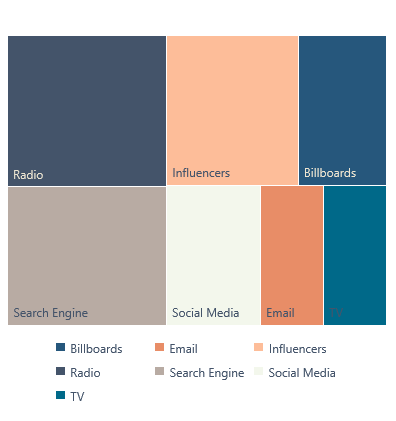 Radio
Influencers
Billboards
Search Engine
Social Media
Email
TV
Billboards
Email
Influencers
Radio
Search Engine
Social Media
TV